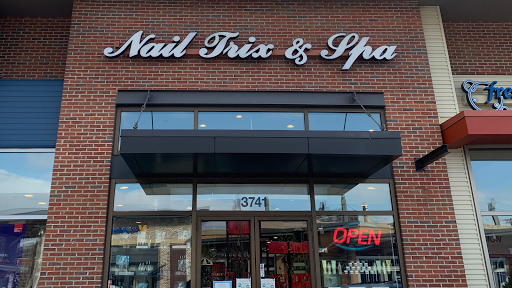 Nail Trix & Spa
3741
OPEN